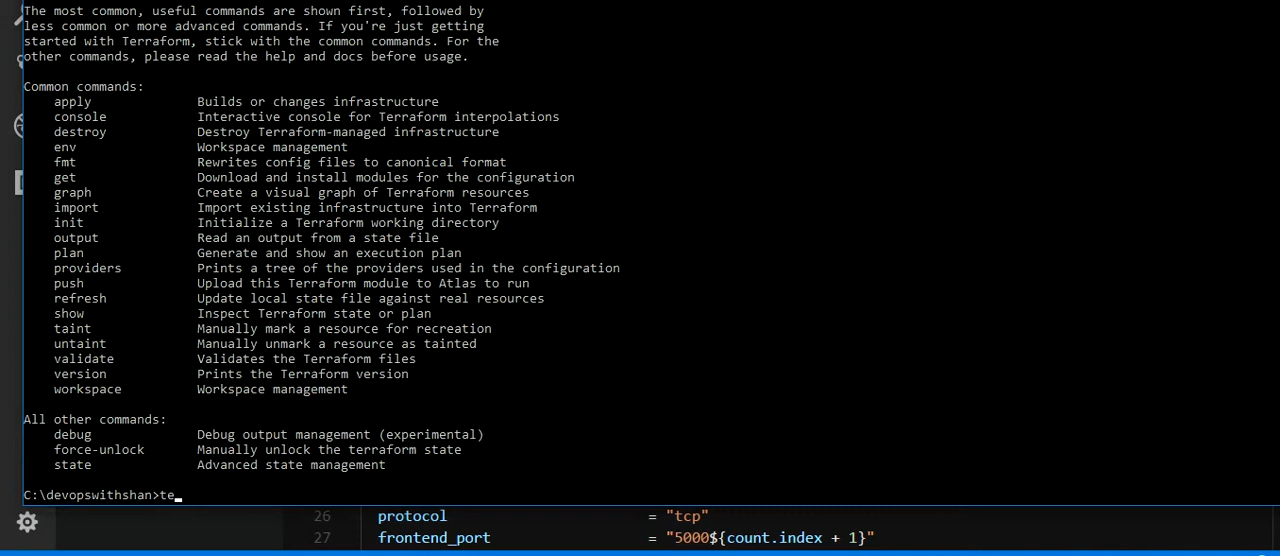 The most common, useful commands are shown first, followed by
less common or more advanced commands. If you're just getting
started with Terraform, stick with the common commands. For the
other commands, please read the help and docs before usage.
Common commands:
apply Builds or changes infrastructure
console Interactive console for Terraform interpolations
destroy Destroy Terraform-managed infrastructure
env Workspace management
fmt Rewrites config files to canonical format
get Download and install modules for the configuration
graph Create a visual graph of Terraform resources
import Import existing infrastructure into Terraform
init Initialize a Terraform working directory
output Read an output from a state file
plan Generate and show an execution plan
providers Prints a tree of the providers used in the configuration
push Upload this Terraform module to Atlas to run
refresh Update local state file against real resources
show Inspect Terraform state or plan
taint Manually mark a resource for recreation
untaint Manually unmark a resource as tainted
validate Validates the Terraform files
version Prints the Terraform version
workspace Workspace management
All other commands:
debug Debug output management (experimental)
force-unlock Manually unlock the terraform state
state Advanced state management
C:\devopswithshan>te_
26 protocol = "tcp"
27 frontend_port = "5000${count.index + 1}"